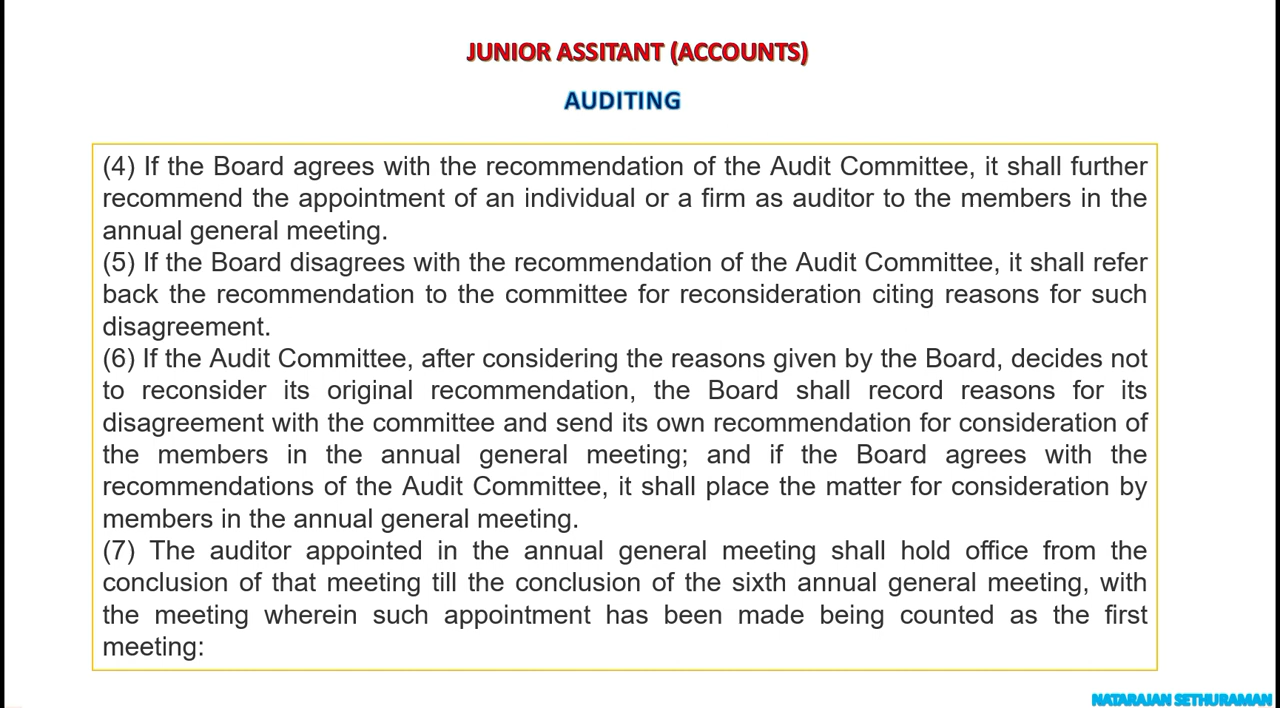 JUNIOR ASSITANT (ACCOUNTS)
AUDITING
(4) If the Board agrees with the recommendation of the Audit Committee, it shall further
recommend the appointment of an individual or a firm as auditor to the members in the
annual general meeting.
(5) If the Board disagrees with the recommendation of the Audit Committee, it shall refer
back the recommendation to the committee for reconsideration citing reasons for such
disagreement.
(6) If the Audit Committee, after considering the reasons given by the Board, decides not
to reconsider its original recommendation, the Board shall record reasons for its
disagreement with the committee and send its own recommendation for consideration of
the members in the annual general meeting; and if the Board agrees with the
recommendations of the Audit Committee, it shall place the matter for consideration by
members in the annual general meeting.
(7) The auditor appointed in the annual general meeting shall hold office from the
conclusion of that meeting till the conclusion of the sixth annual general meeting, with
the meeting wherein such appointment has been made being counted as the first
meeting:
NATARAJAN SETHURAMAN